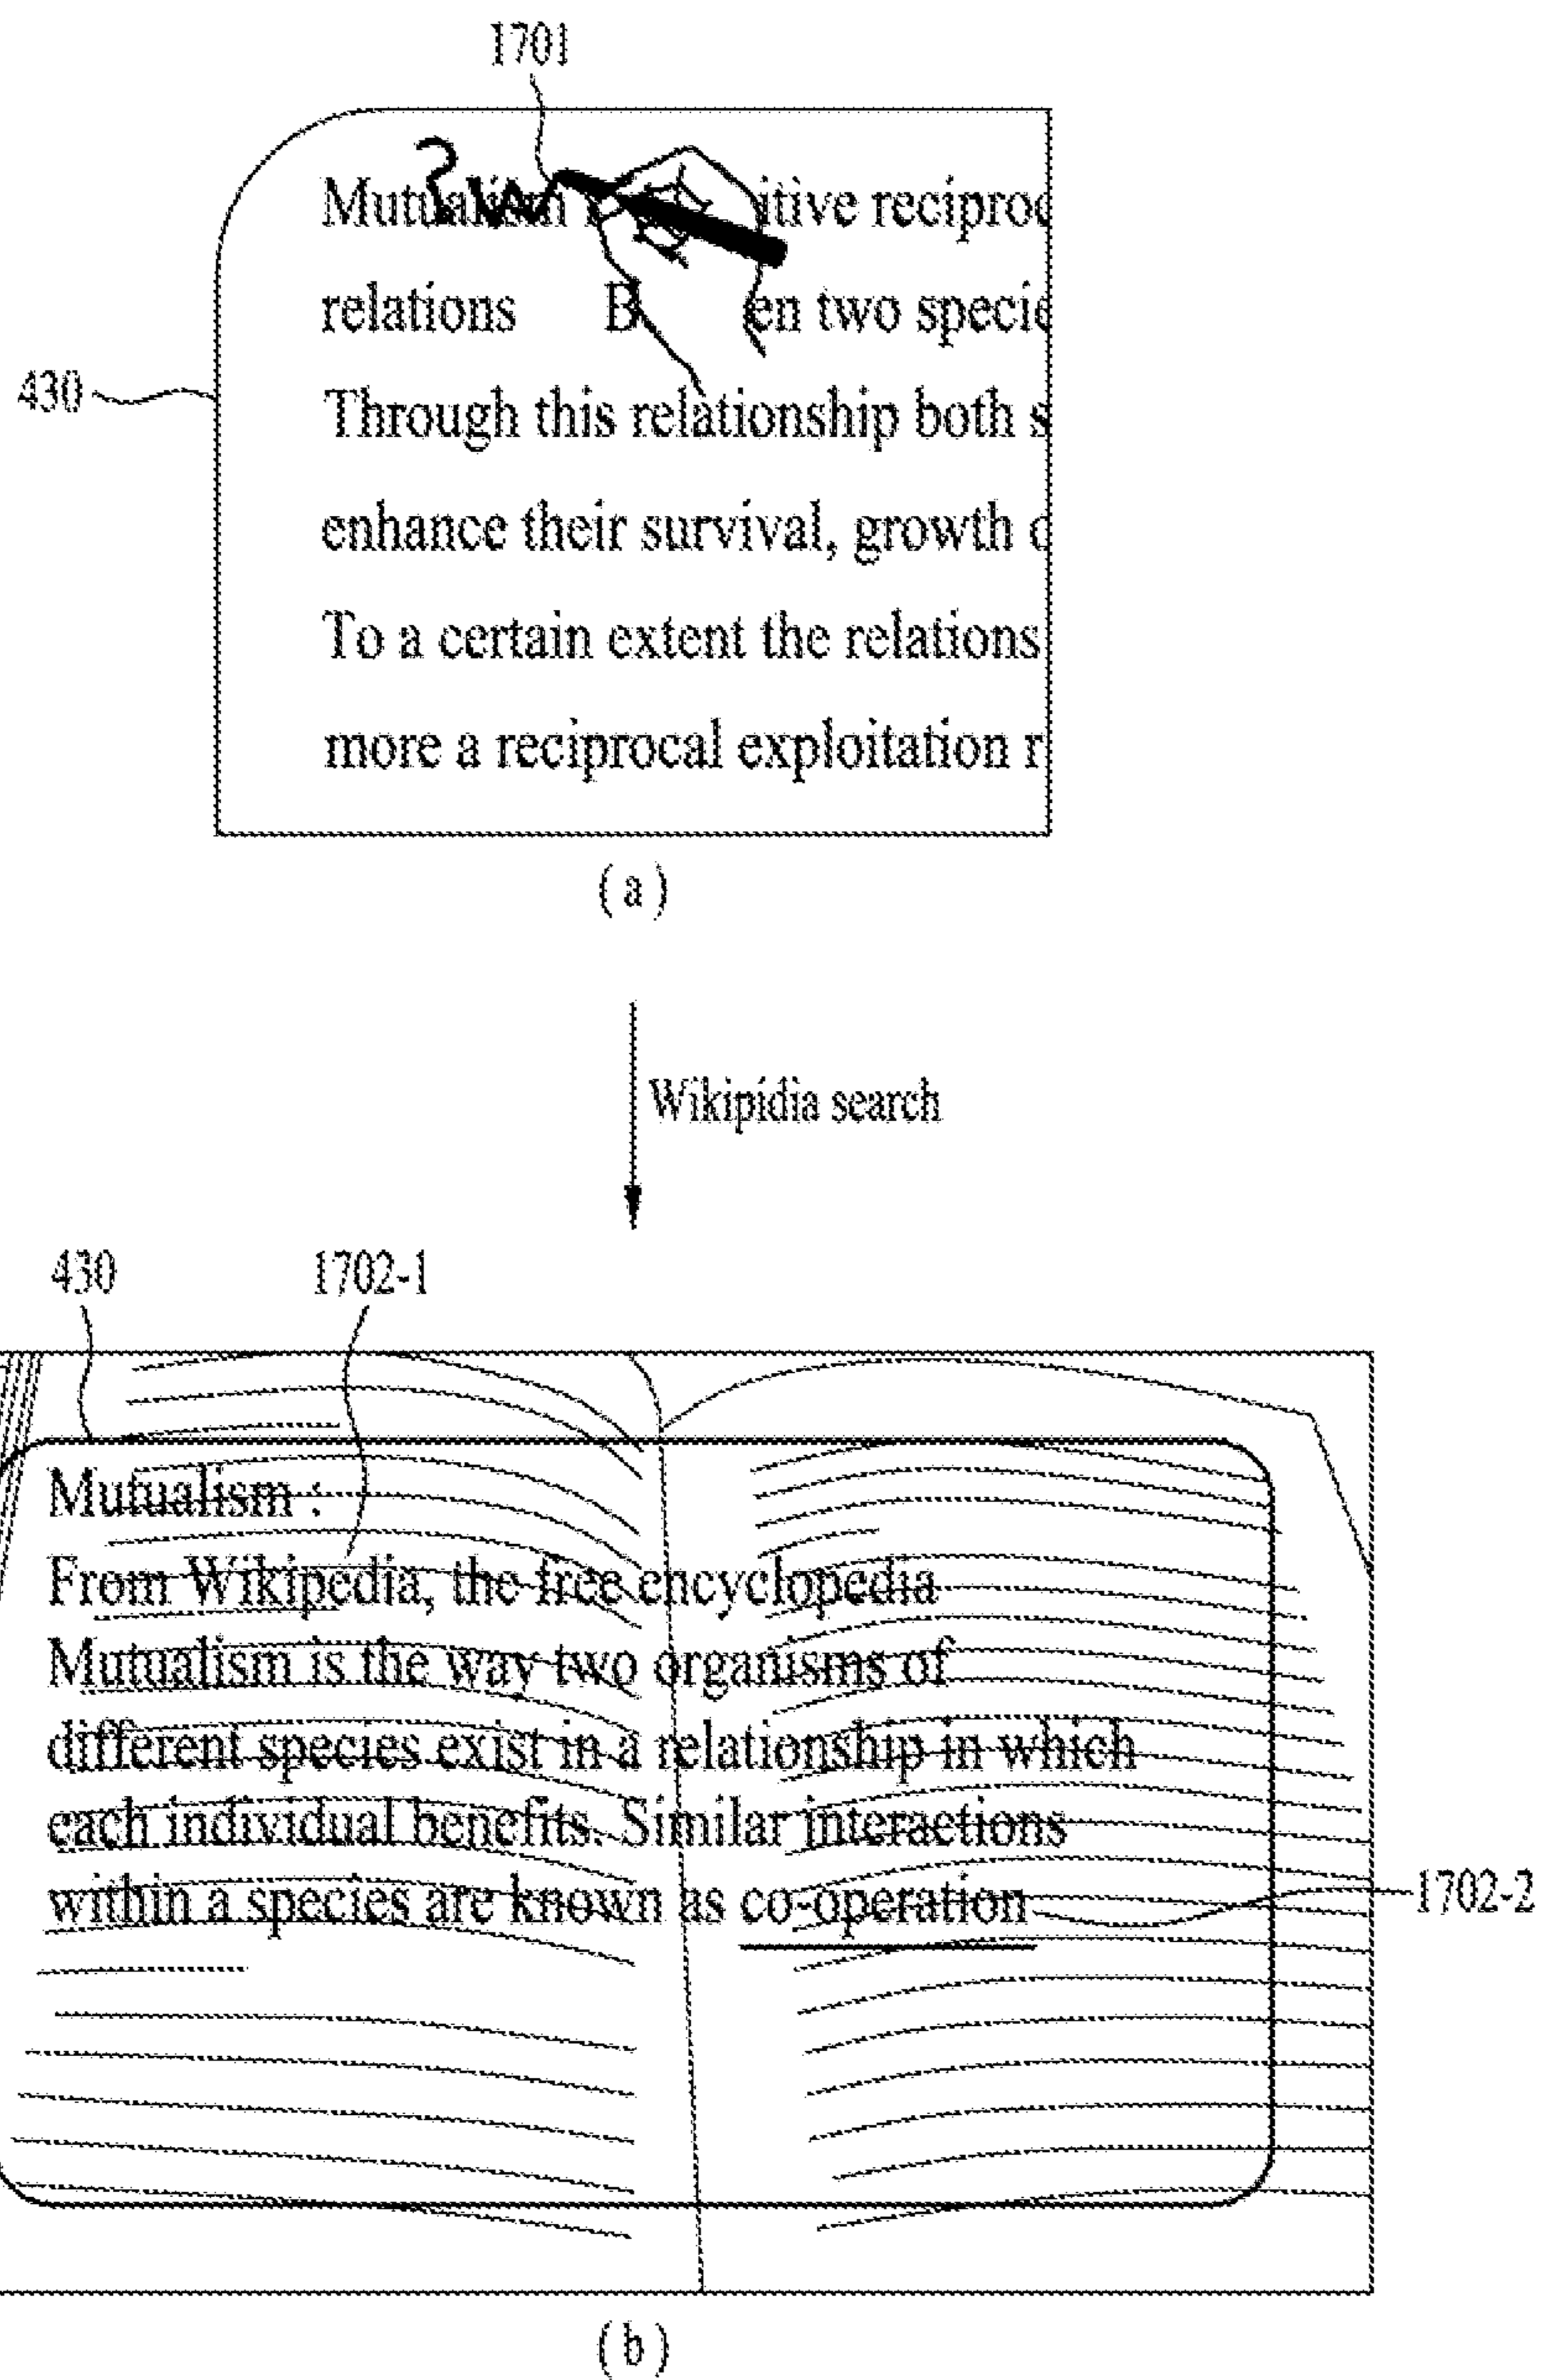 1701
?w
Mutualism itive reciproc
430
relations B en two specie
Through this relationship both s
enhance their survival, growth
To a certain extent the relations
more a reciprocal exploitation r
(a)
Wikipidia search
430 1702-1
Mutualism :
From Wikipedia, the free encyclopedia
Mutualism is the way two organisms of
different species exist in a relationship in which
each individual benefits. Similar interactions
within a species are known as co-operation
1702-2
(b)